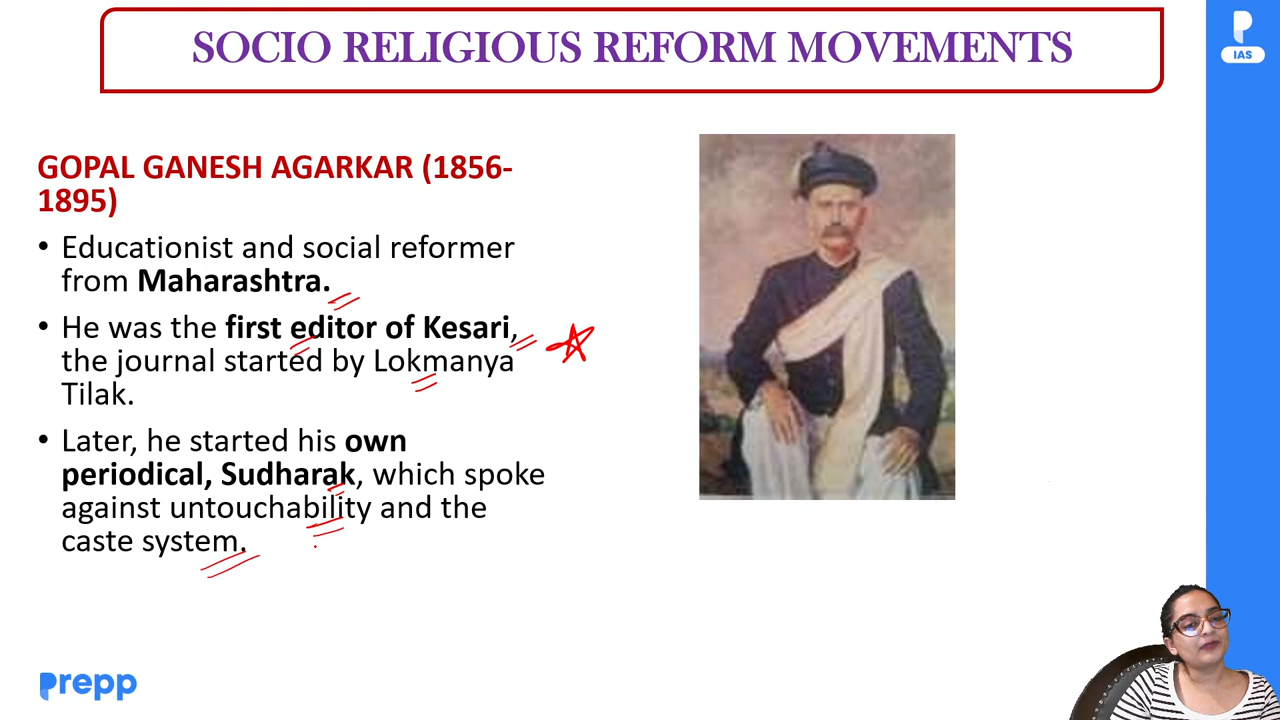 SOCIO RELIGIOUS REFORM MOVEMENTS
IAS
GOPAL GANESH AGARKAR (1856-
1895)
• Educationist and social reformer
from Maharashtra.
• He was the first editor of Kesari,
the journal started by Lokmanya
Tilak.
• Later, he started his own
periodical, Sudharak, which spoke
against untouchability and the
caste system.
prepp